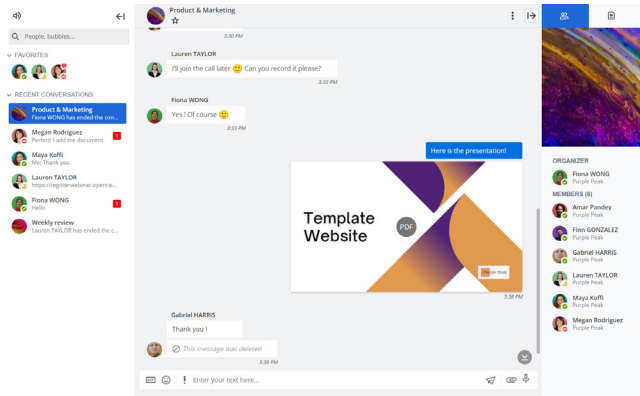 People, bubbles...
FAVORITES
RECENT CONVERSATIONS
Product & Marketing
Fiona WONG has ended the con...
Megan Rodriguez
Perfect! I add the document.
1
Maya Koffi
Me: Thank you
Lauren TAYLOR
https://registerwebinar.openrai...
Fiona WONG
Hello
1
Weekly review
Lauren TAYLOR has ended the c...
Product & Marketing
3:30 PM
Lauren TAYLOR
I'll join the call later 🙂 Can you record it please?
3:33 PM
Fiona WONG
Yes ! Of course 🙂
3:33 PM
Here is the presentation!
Template
Website
PDF
Purple Peak
3:38 PM
Gabriel HARRIS
Thank you !
This message was deleted
3:38 PM
GIF
Enter your text here...
ORGANIZER
Fiona WONG
Purple Peak
MEMBERS (6)
Amar Pandey
Purple Peak
Finn GONZALEZ
Purple Peak
Gabriel HARRIS
Purple Peak
Lauren TAYLOR
Purple Peak
Maya Koffi
Purple Peak
Megan Rodriguez
Purple Peak